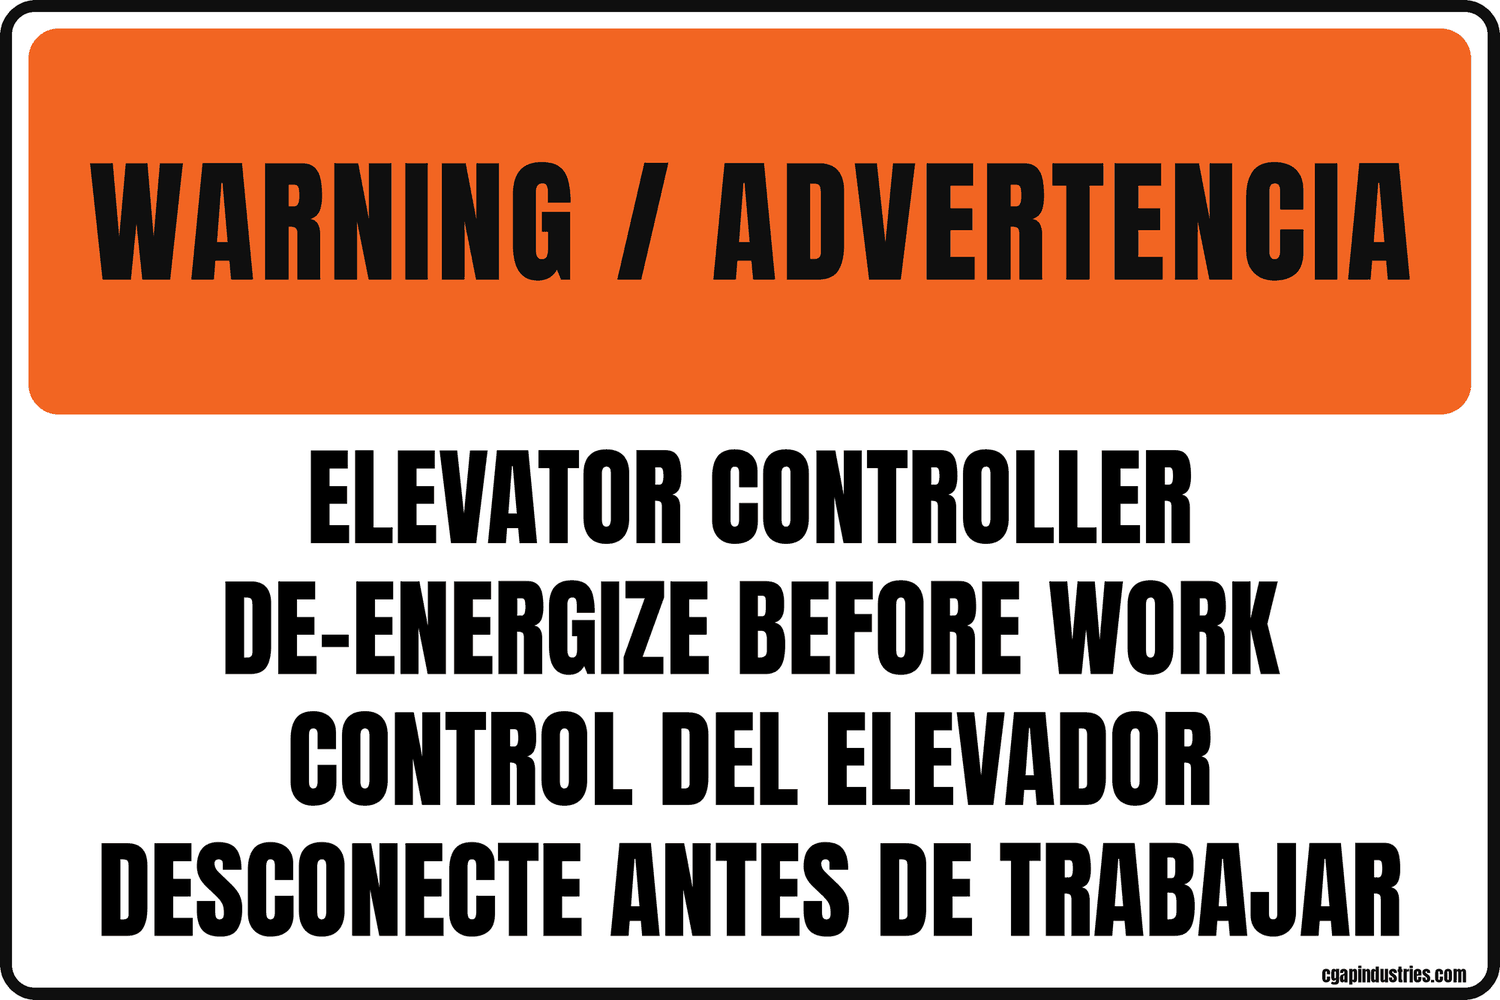 WARNING / ADVERTENCIA
ELEVATOR CONTROLLER
DE-ENERGIZE BEFORE WORK
CONTROL DEL ELEVADOR
DESCONECTE ANTES DE TRABAJAR
cgapindustries.com